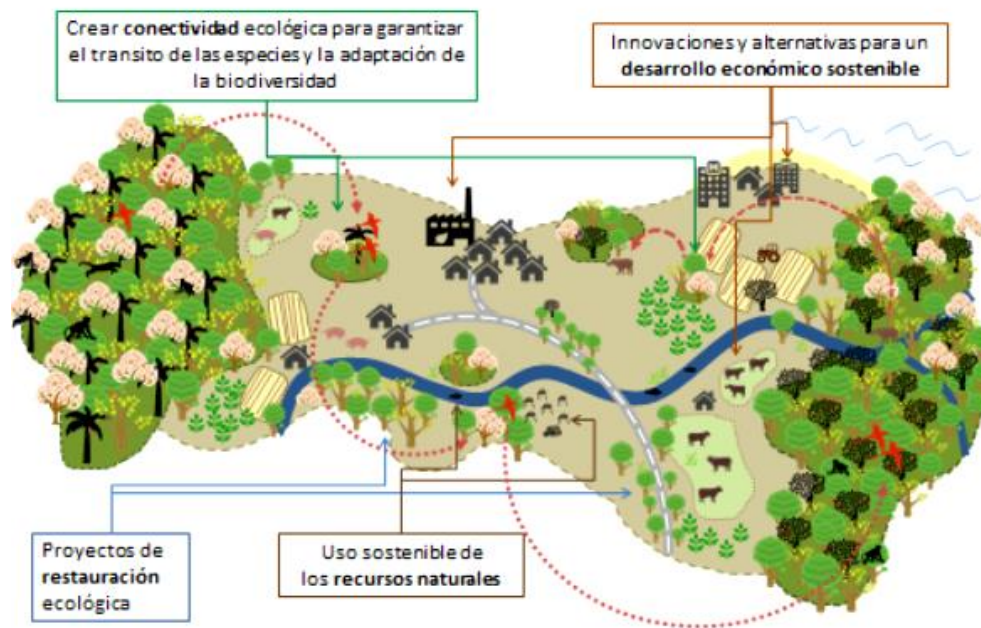 Crear conectividad ecológica para garantizar
el transito de las especies y la adaptación de
la biodiversidad
Innovaciones y alternativas para un
desarrollo económico sostenible
Proyectos de
restauración
ecológica
Uso sostenible de
los recursos naturales